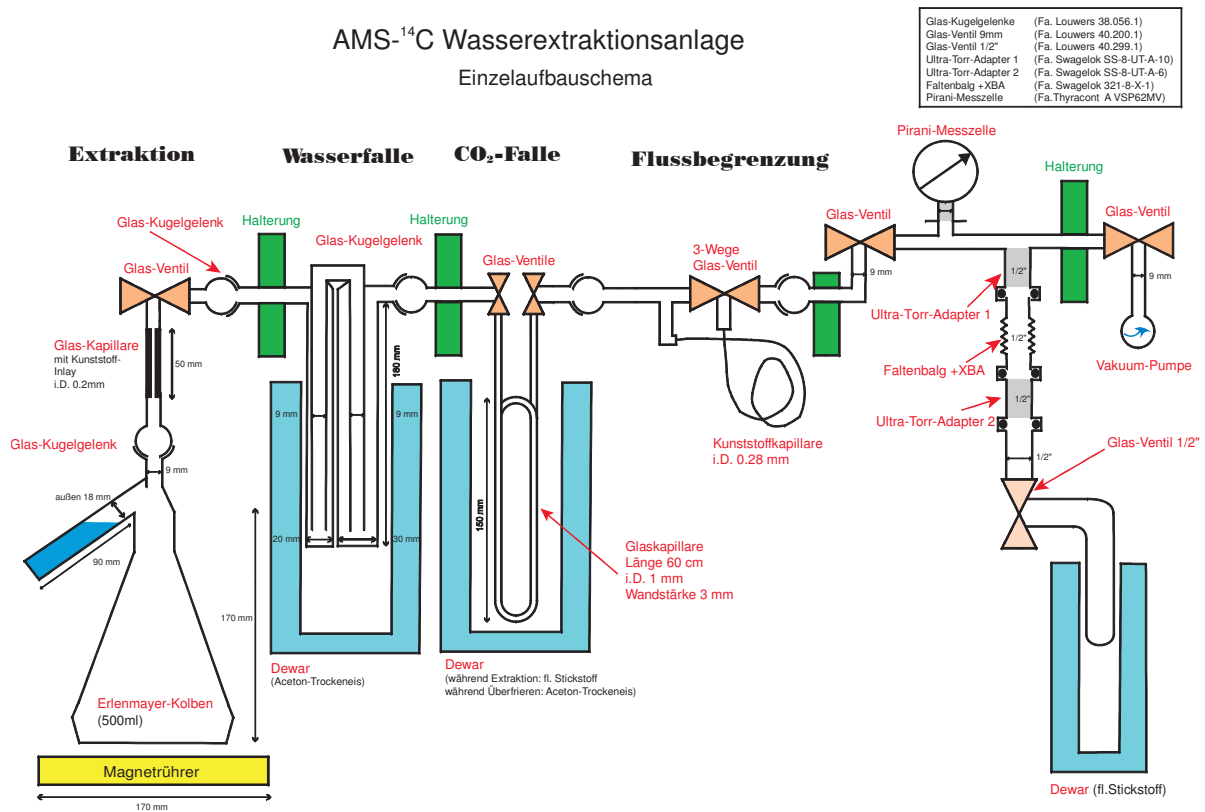 AMS-¹⁴C Wasserextraktionsanlage
Einzelaufbauschema
Glas-Kugelgelenke (Fa. Louwers 38.056.1)
Glas-Ventil 9mm (Fa. Louwers 40.200.1)
Glas-Ventil 1/2" (Fa. Louwers 40.299.1)
Ultra-Torr-Adapter 1 (Fa. Swagelok SS-8-UT-A-10)
Ultra-Torr-Adapter 2 (Fa. Swagelok SS-8-UT-A-6)
Faltenbalg +XBA (Fa. Swagelok 321-8-X-1)
Pirani-Messzelle (Fa.Thyracont A VSP62MV)
Extraktion
Wasserfalle
CO₂-Falle
Flussbegrenzung
Pirani-Messzelle
Halterung
Glas-Kugelgelenk
Halterung
Glas-Kugelgelenk
Halterung
Glas-Ventil
Glas-Ventil
Glas-Ventil
Glas-Ventile
3-Wege
Glas-Ventil
9 mm
1/2"
9 mm
Ultra-Torr-Adapter 1
Glas-Kapillare
mit Kunststoff-
Inlay
i.D. 0.2mm
50 mm
180 mm
1/2"
Faltenbalg +XBA
Vakuum-Pumpe
9 mm
9 mm
1/2"
Ultra-Torr-Adapter 2
Glas-Kugelgelenk
Kunststoffkapillare
i.D. 0.28 mm
Glas-Ventil 1/2"
1/2"
9 mm
außen 18 mm
150 mm
20 mm
30 mm
90 mm
Glaskapillare
Länge 60 cm
i.D. 1 mm
Wandstärke 3 mm
170 mm
Dewar
(Aceton-Trockeneis)
Dewar
(während Extraktion: fl. Stickstoff
während Überfrieren: Aceton-Trockeneis)
Erlenmayer-Kolben
(500ml)
Magnetrührer
170 mm
Dewar (fl.Stickstoff)